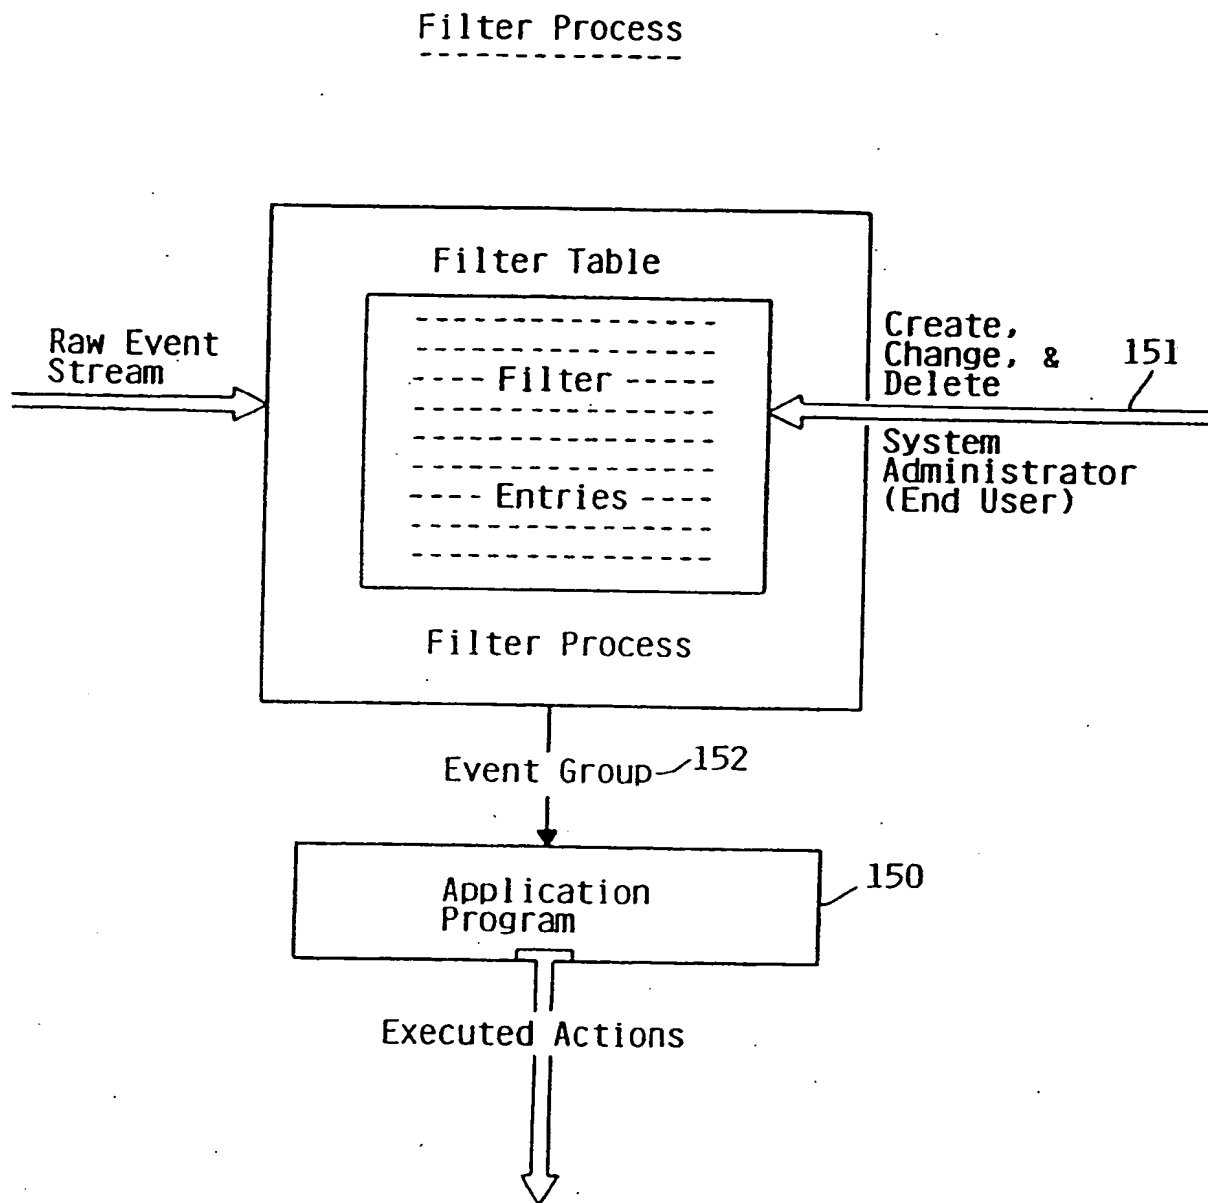 Filter Process
Filter Table
Raw Event
Stream
Filter
Entries
Create,
Change, &
Delete
151
System
Administrator
(End User)
Filter Process
Event Group
152
Application
Program
150
Executed Actions